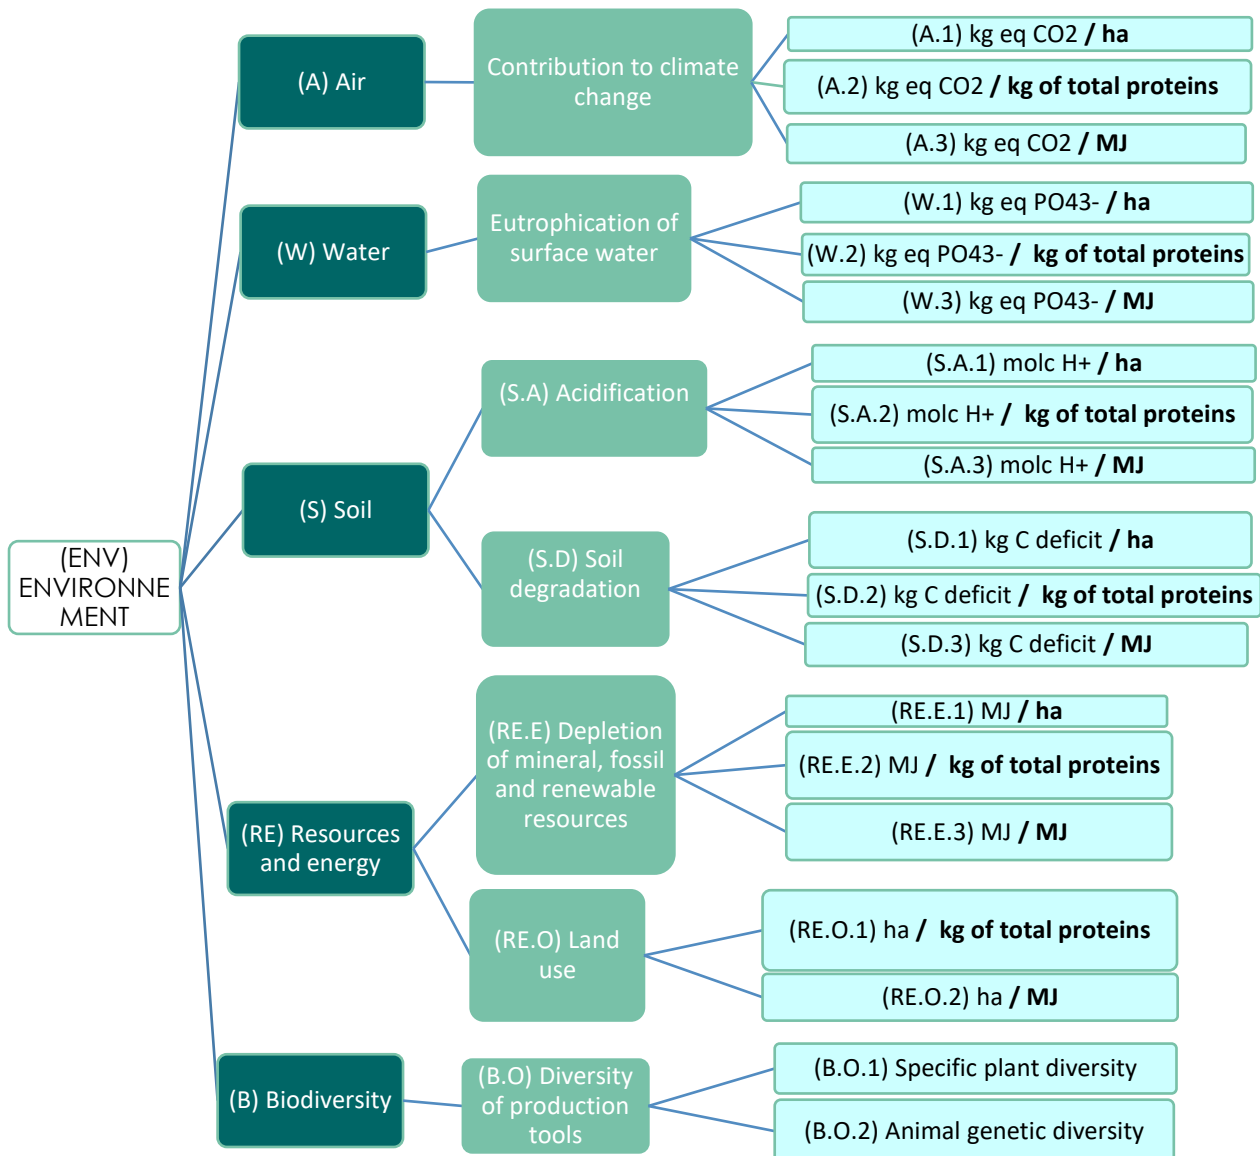 (ENV)
ENVIRONNE
MENT
(A) Air
Contribution to climate
change
(A.1) kg eq CO2 / ha
(A.2) kg eq CO2 / kg of total proteins
(A.3) kg eq CO2 / MJ
(W) Water
Eutrophication of
surface water
(W.1) kg eq PO43- / ha
(W.2) kg eq PO43- / kg of total proteins
(W.3) kg eq PO43- / MJ
(S) Soil
(S.A) Acidification
(S.A.1) molc H+ / ha
(S.A.2) molc H+ / kg of total proteins
(S.A.3) molc H+ / MJ
(S.D) Soil
degradation
(S.D.1) kg C deficit / ha
(S.D.2) kg C deficit / kg of total proteins
(S.D.3) kg C deficit / MJ
(RE) Resources
and energy
(RE.E) Depletion
of mineral, fossil
and renewable
resources
(RE.E.1) MJ / ha
(RE.E.2) MJ / kg of total proteins
(RE.E.3) MJ / MJ
(RE.O) Land
use
(RE.O.1) ha / kg of total proteins
(RE.O.2) ha / MJ
(B) Biodiversity
(B.O) Diversity
of production
tools
(B.O.1) Specific plant diversity
(B.O.2) Animal genetic diversity